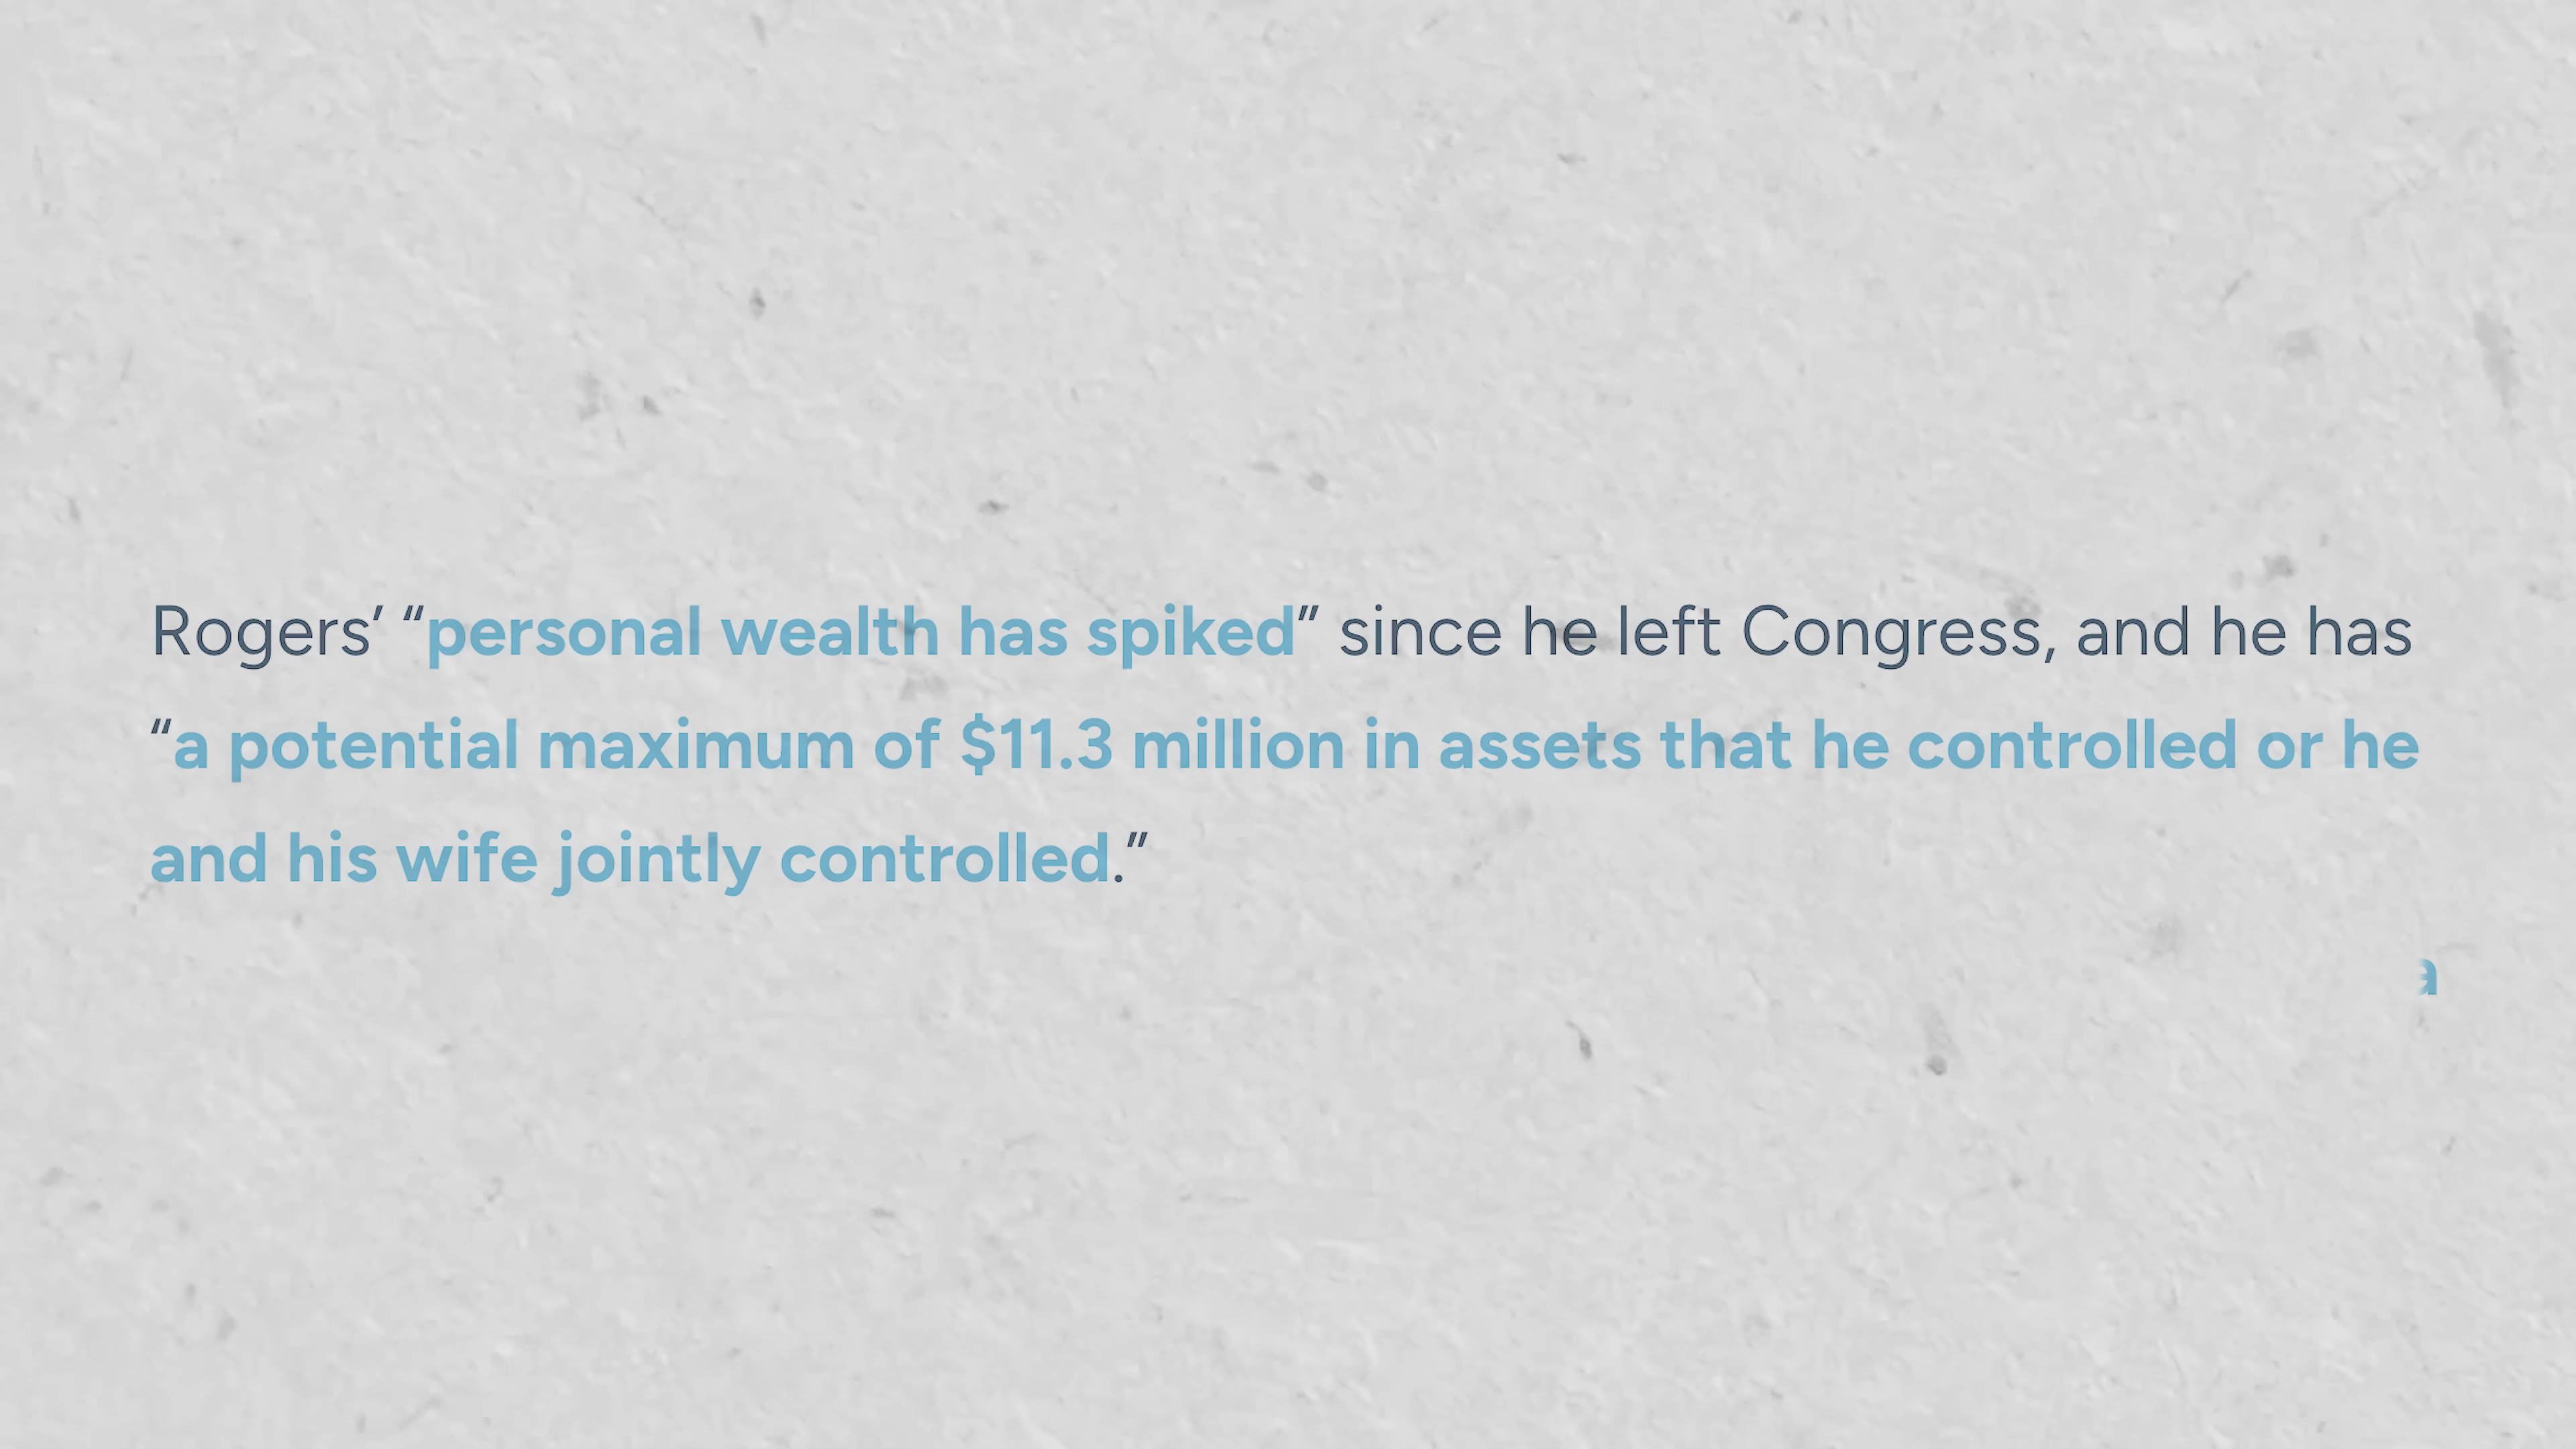 Rogers’ “personal wealth has spiked” since he left Congress, and he has
“a potential maximum of $11.3 million in assets that he controlled or he
and his wife jointly controlled.”
a